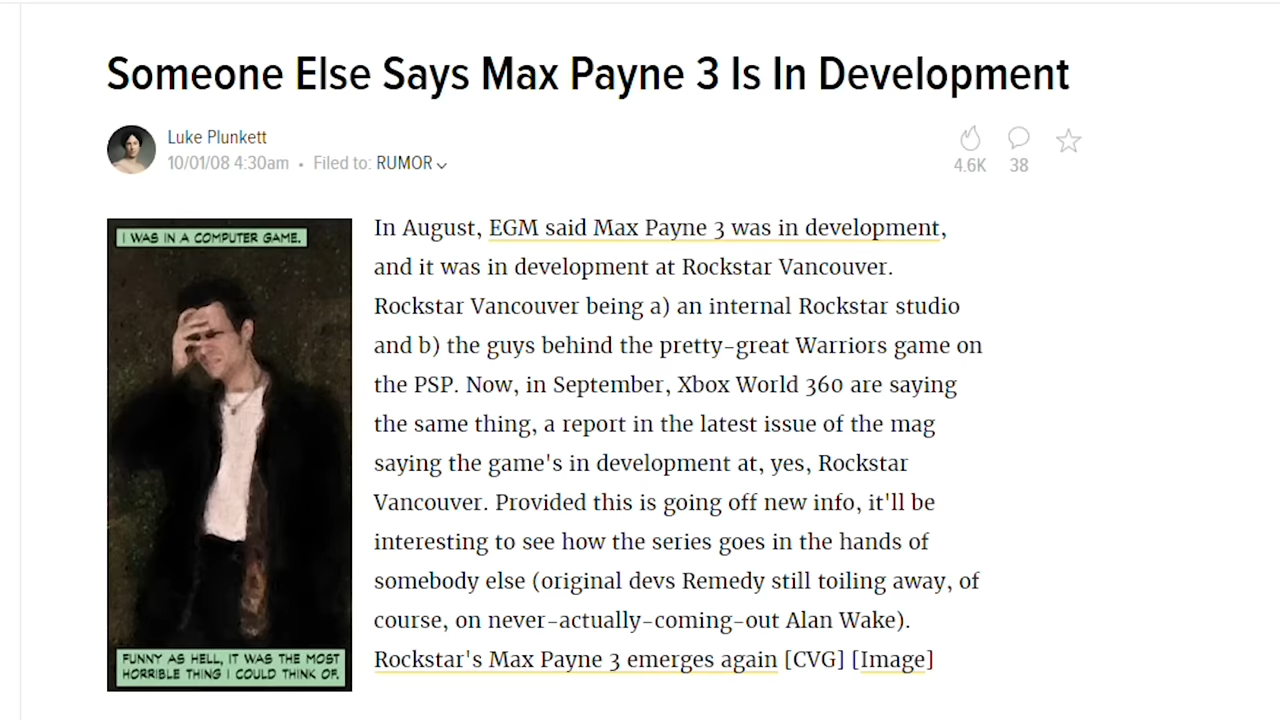 Someone Else Says Max Payne 3 Is In Development
Luke Plunkett
10/01/08 4:30am • Filed to: RUMOR
4.6K
38
I WAS IN A COMPUTER GAME.
FUNNY AS HELL, IT WAS THE MOST
HORRIBLE THING I COULD THINK OF.
In August, EGM said Max Payne 3 was in development,
and it was in development at Rockstar Vancouver.
Rockstar Vancouver being a) an internal Rockstar studio
and b) the guys behind the pretty-great Warriors game on
the PSP. Now, in September, Xbox World 360 are saying
the same thing, a report in the latest issue of the mag
saying the game's in development at, yes, Rockstar
Vancouver. Provided this is going off new info, it'll be
interesting to see how the series goes in the hands of
somebody else (original devs Remedy still toiling away, of
course, on never-actually-coming-out Alan Wake).
Rockstar's Max Payne 3 emerges again [CVG] [Image]